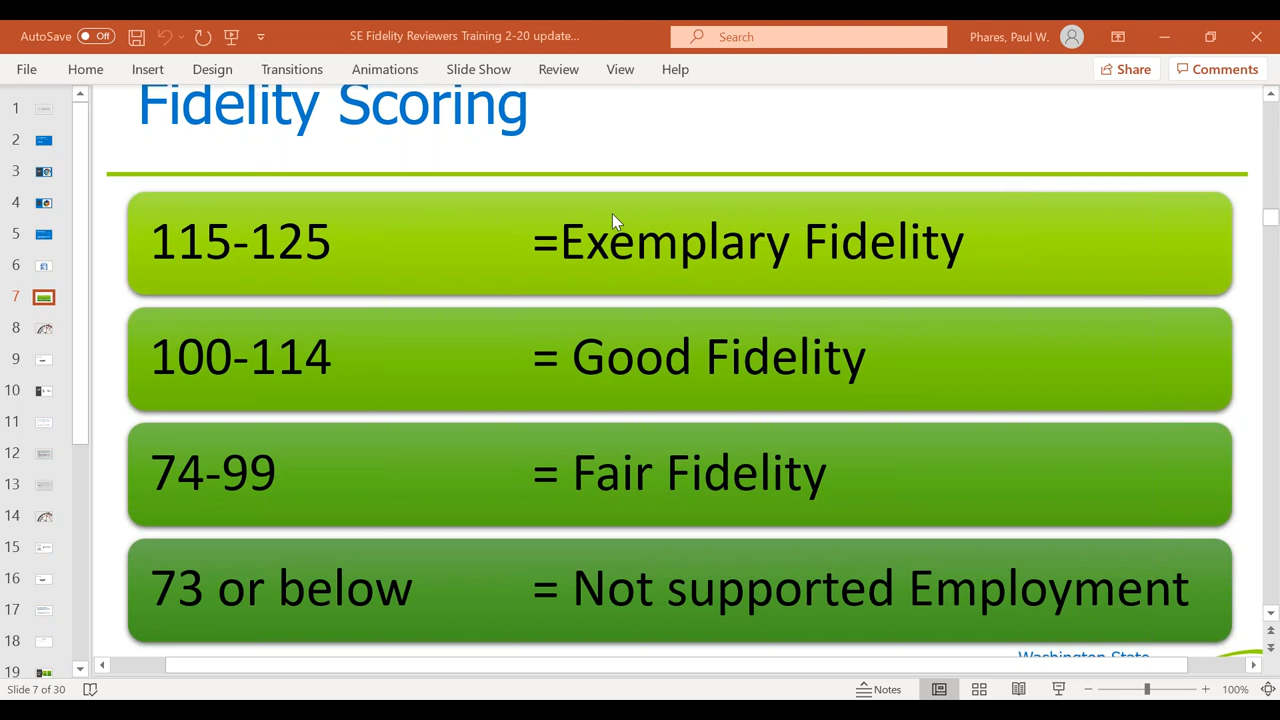 AutoSave Off SE Fidelity Reviewers Training 2-20 update... Search Phares, Paul W.
File Home Insert Design Transitions Animations Slide Show Review View Help Share Comments
Fidelity Scoring
115-125 =Exemplary Fidelity
100-114 = Good Fidelity
74-99 = Fair Fidelity
73 or below = Not supported Employment
Washington State
1
2
3
4
5
6
7
8
9
10
11
12
13
14
15
16
17
18
19
Slide 7 of 30 Notes 100%